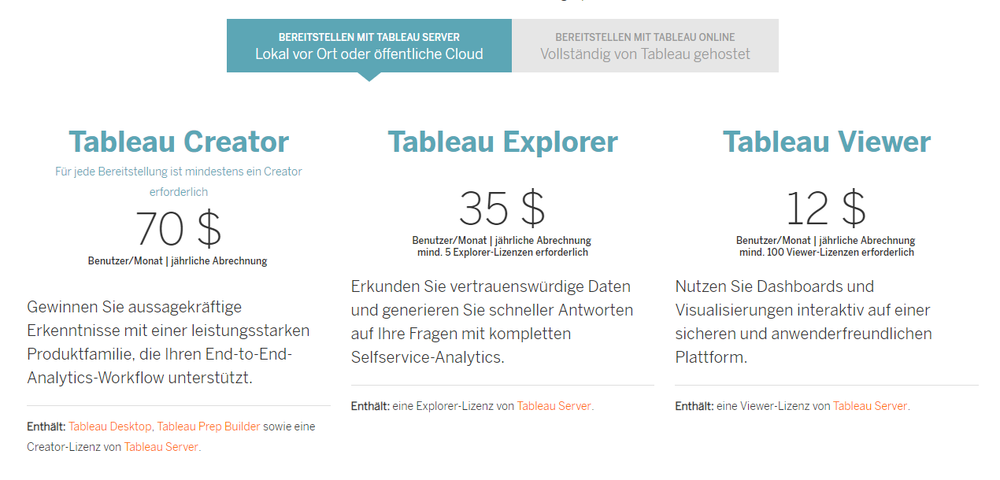 BEREITSTELLEN MIT TABLEAU SERVER
Lokal vor Ort oder öffentliche Cloud
BEREITSTELLEN MIT TABLEAU ONLINE
Vollständig von Tableau gehostet
Tableau Creator
Für jede Bereitstellung ist mindestens ein Creator
erforderlich
70 $
Benutzer/Monat | jährliche Abrechnung
Gewinnen Sie aussagekräftige
Erkenntnisse mit einer leistungsstarken
Produktfamilie, die Ihren End-to-End-
Analytics-Workflow unterstützt.
Enthält: Tableau Desktop, Tableau Prep Builder sowie eine
Creator-Lizenz von Tableau Server.
Tableau Explorer
35 $
Benutzer/Monat | jährliche Abrechnung
mind. 5 Explorer-Lizenzen erforderlich
Erkunden Sie vertrauenswürdige Daten
und generieren Sie schneller Antworten
auf Ihre Fragen mit kompletten
Selfservice-Analytics.
Enthält: eine Explorer-Lizenz von Tableau Server.
Tableau Viewer
12 $
Benutzer/Monat | jährliche Abrechnung
mind. 100 Viewer-Lizenzen erforderlich
Nutzen Sie Dashboards und
Visualisierungen interaktiv auf einer
sicheren und anwenderfreundlichen
Plattform.
Enthält: eine Viewer-Lizenz von Tableau Server.